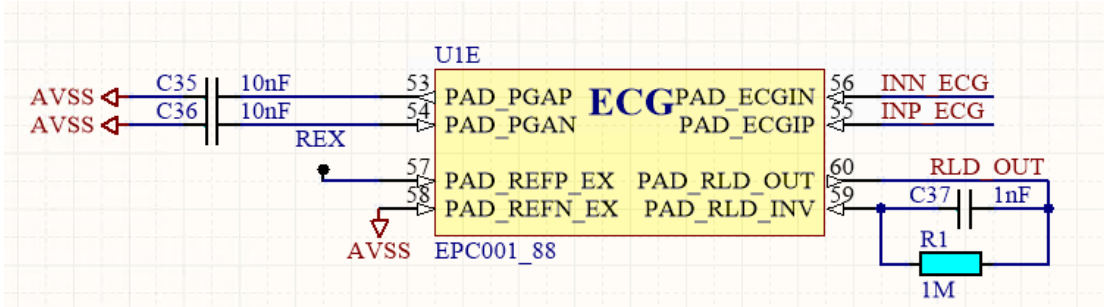 U1E
AVSS C35 10nF 53 PAD_PGAP ECG PAD_ECGIN 56 INN_ECG
AVSS C36 10nF 54 PAD_PGAN PAD_ECGIP 55 INP_ECG
REX
57 PAD_REFP_EX PAD_RLD_OUT 60 RLD_OUT
58 PAD_REFN_EX PAD_RLD_INV 59 C37 1nF
AVSS EPC001_88 R1
1M